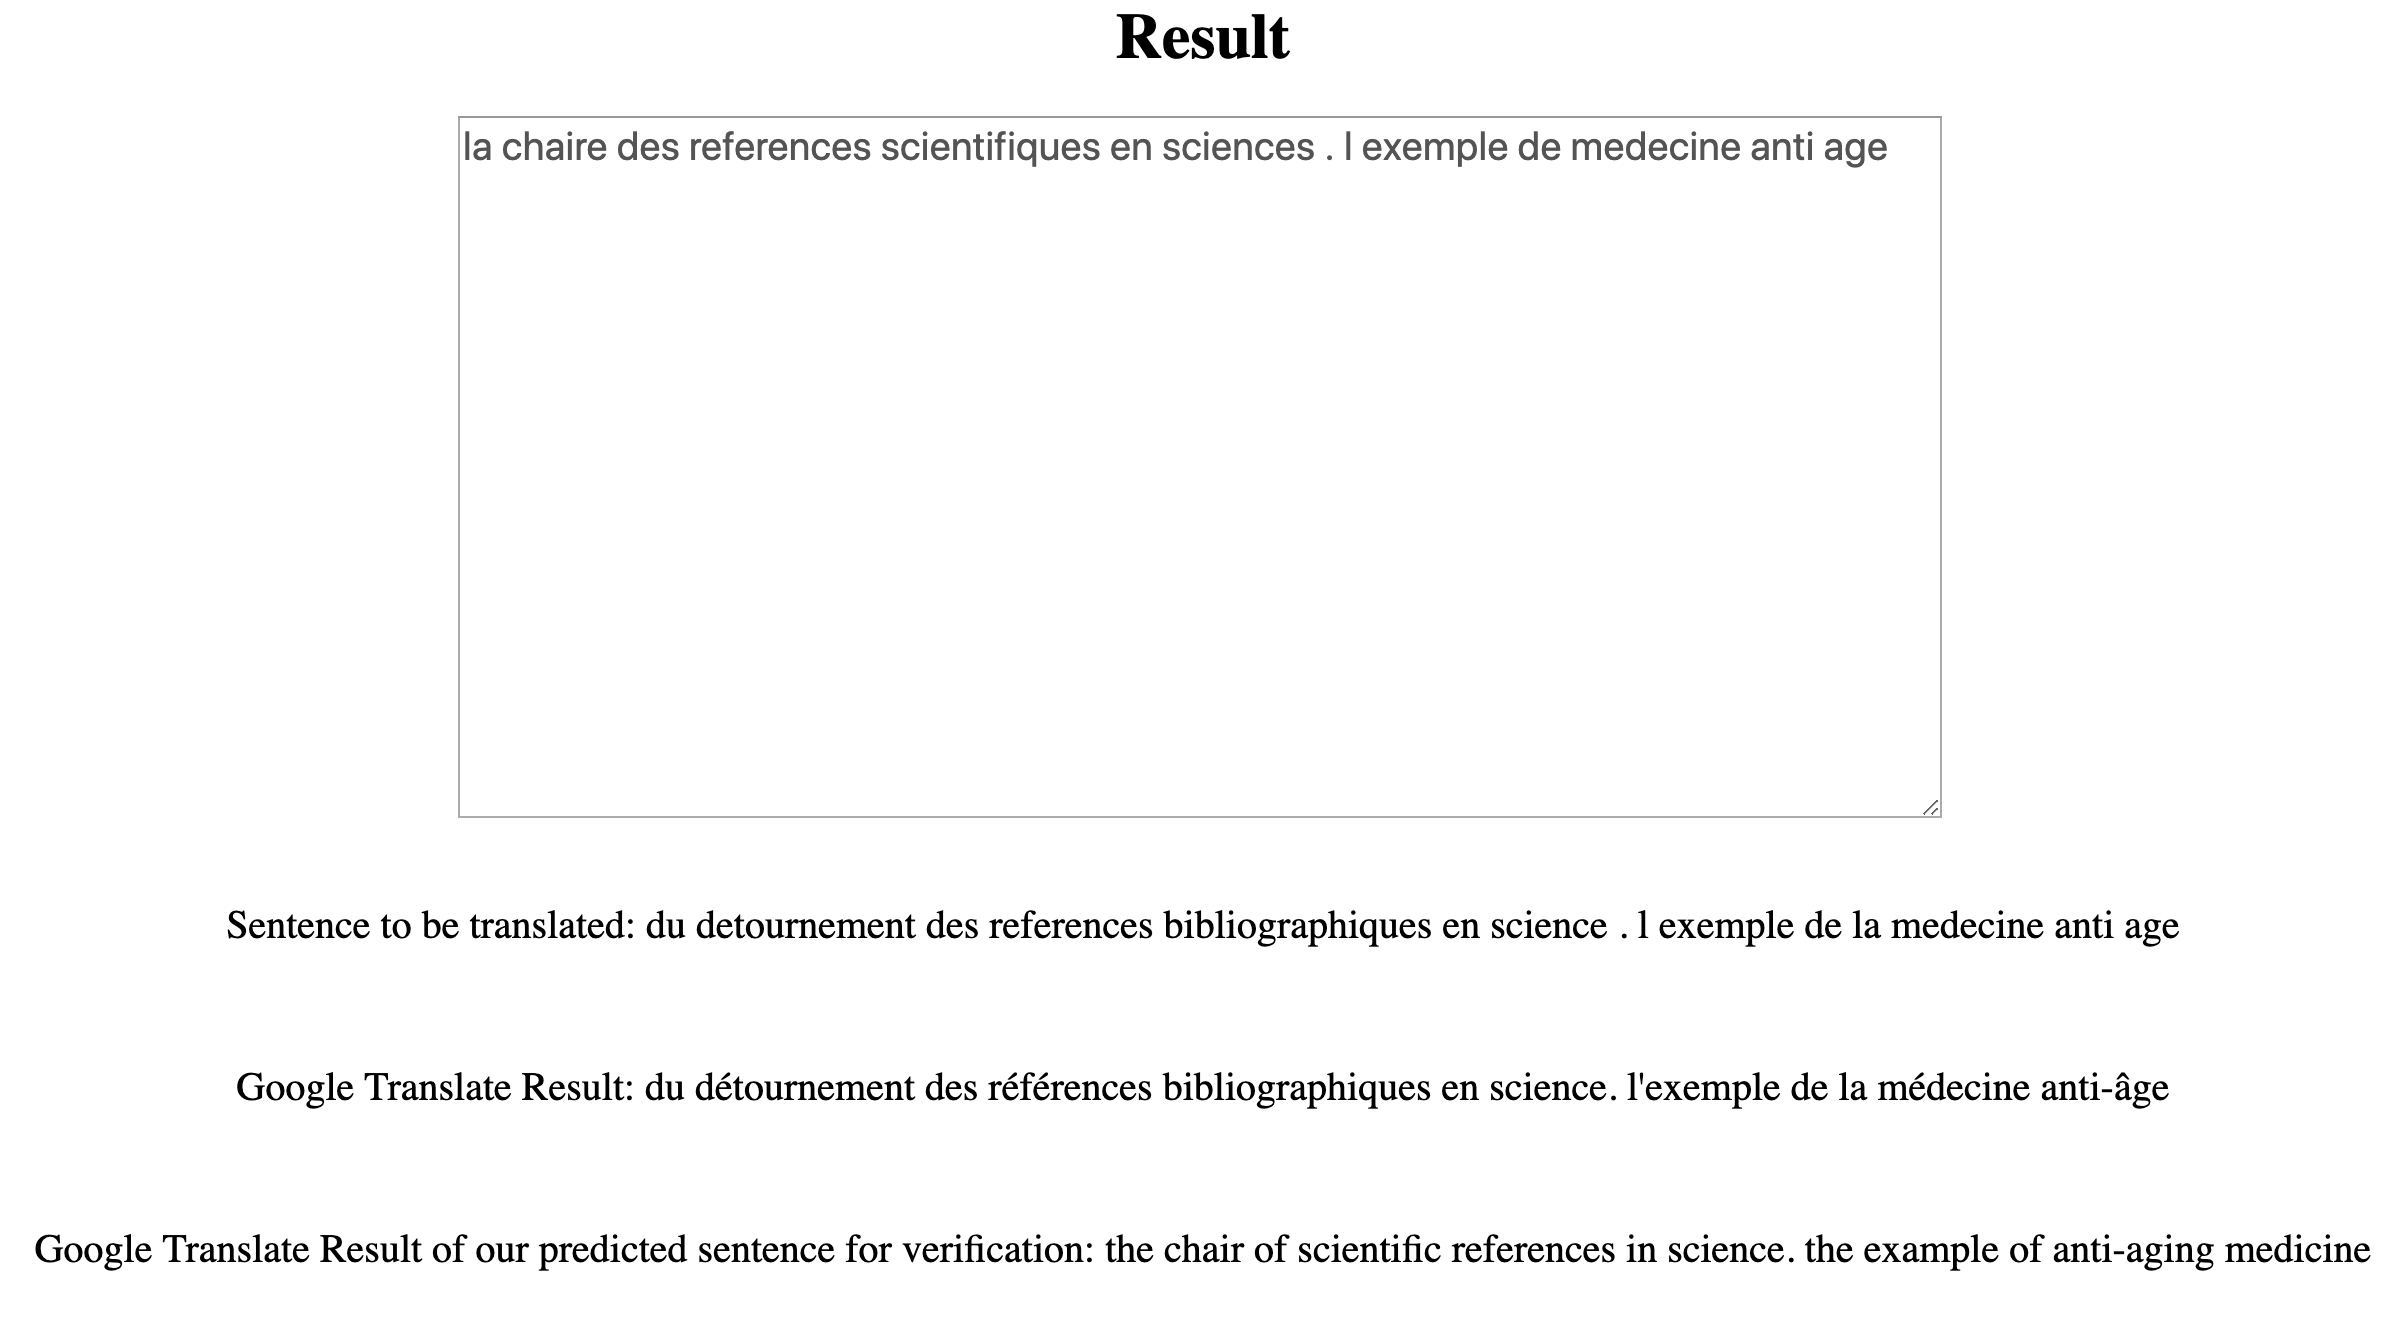 Result
la chaire des references scientifiques en sciences . l exemple de medecine anti age
Sentence to be translated: du detournement des references bibliographiques en science . l exemple de la medecine anti age
Google Translate Result: du détournement des références bibliographiques en science. l'exemple de la médecine anti-âge
Google Translate Result of our predicted sentence for verification: the chair of scientific references in science. the example of anti-aging medicine